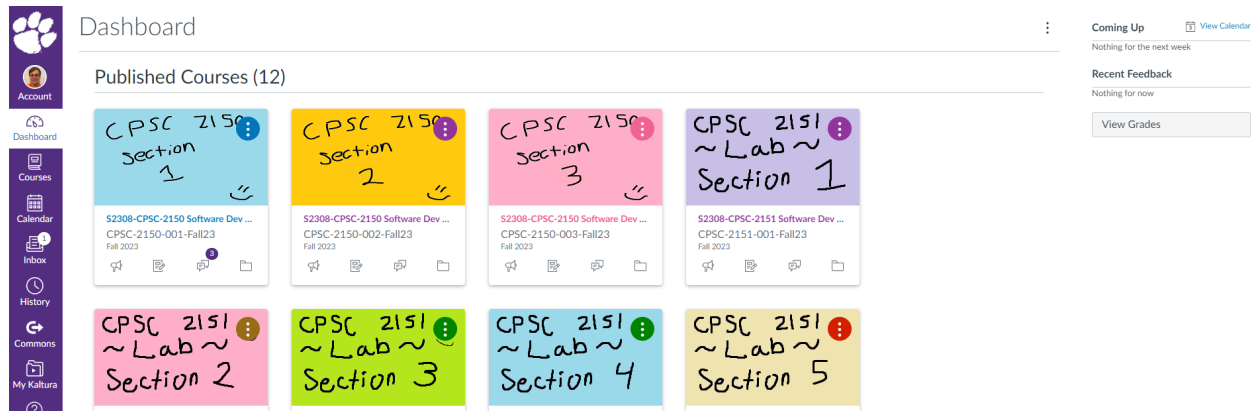 Dashboard
Coming Up
3
View Calendar
Nothing for the next week
Recent Feedback
Nothing for now
View Grades
Account
Dashboard
Courses
Calendar
1
Inbox
History
Commons
My Kaltura
Published Courses (12)
CPSC 2150
Section
1
S2308-CPSC-2150 Software Dev ...
CPSC-2150-001-Fall23
Fall 2023
3
CPSC 2150
Section
2
S2308-CPSC-2150 Software Dev ...
CPSC-2150-002-Fall23
Fall 2023
CPSC 2150
Section
3
S2308-CPSC-2150 Software Dev ...
CPSC-2150-003-Fall23
Fall 2023
CPSC 2151
~ Lab ~
Section 1
S2308-CPSC-2151 Software Dev ...
CPSC-2151-001-Fall23
Fall 2023
CPSC 2151
~ Lab ~
Section 2
CPSC 2151
~ Lab ~
Section 3
CPSC 2151
~ Lab ~
Section 4
CPSC 2151
~ Lab ~
Section 5